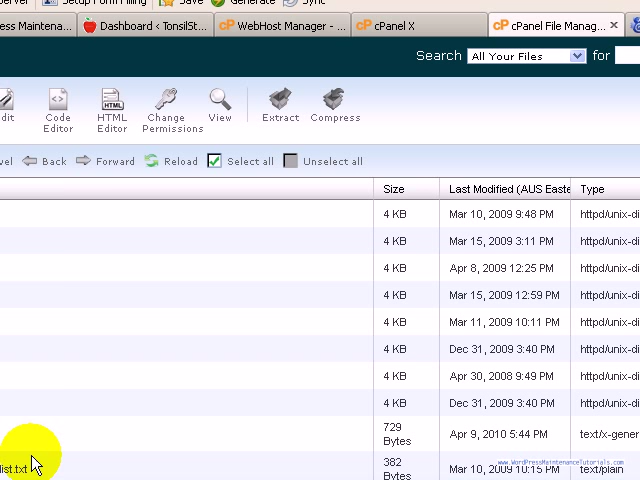 Setup Form Filling Save Generate Sync
ess Maintena... Dashboard ‹ TonsilSt... WebHost Manager - ... cPanel X cPanel File Manag...
Search All Your Files for
dit Code Editor HTML Editor Change Permissions View Extract Compress
vel Back Forward Reload Select all Unselect all
Size Last Modified (AUS Easte Type
4 KB Mar 10, 2009 9:48 PM httpd/unix-di
4 KB Mar 15, 2009 3:11 PM httpd/unix-di
4 KB Apr 8, 2009 12:25 PM httpd/unix-di
4 KB Mar 15, 2009 12:59 PM httpd/unix-di
4 KB Mar 11, 2009 10:11 PM httpd/unix-di
4 KB Dec 31, 2009 3:40 PM httpd/unix-di
4 KB Apr 30, 2008 9:49 PM httpd/unix-di
4 KB Dec 31, 2009 3:40 PM httpd/unix-di
729 Bytes Apr 9, 2010 5:44 PM text/x-gener
list.txt 382 Bytes Mar 10, 2009 10:15 PM text/plain
www.WordPressMaintenanceTutorials.com